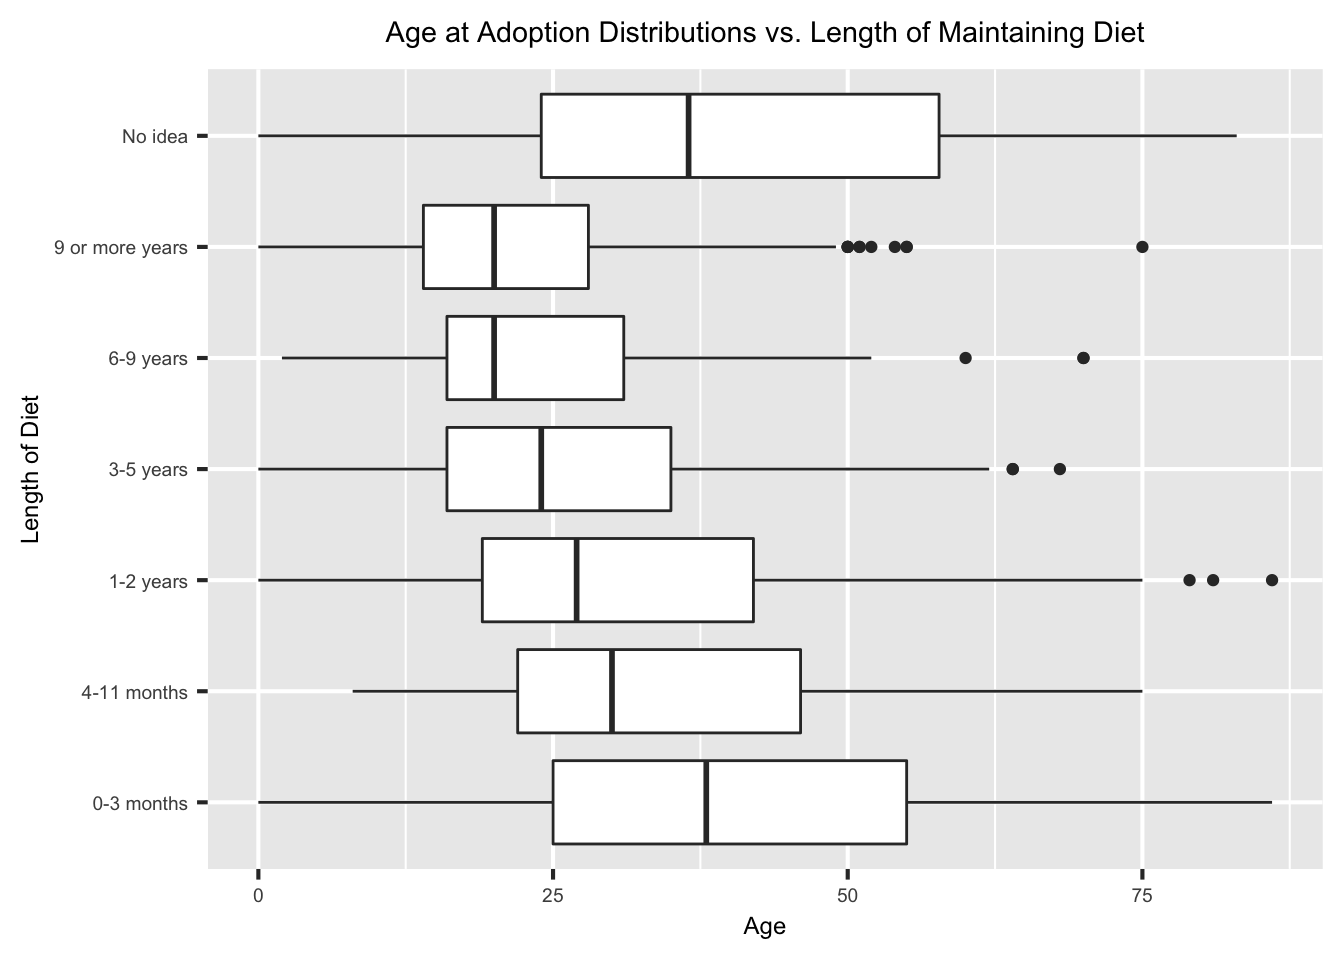 Age at Adoption Distributions vs. Length of Maintaining Diet
Length of Diet
No idea
9 or more years
6-9 years
3-5 years
1-2 years
4-11 months
0-3 months
0 25 50 75
Age